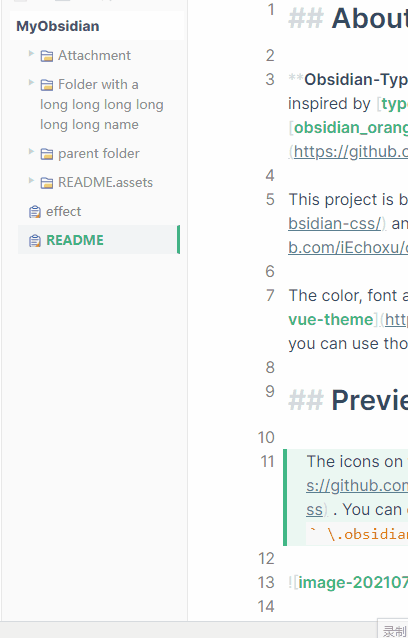 MyObsidian
Attachment
Folder with a
long long long long
long long name
parent folder
README.assets
effect
README
1
## About
2
3
**Obsidian-Typ
inspired by [typ
[obsidian_orang
(https://github.c
4
5
This project is b
bsidian-css/) an
b.com/iEchoxu/
6
7
The color, font a
vue-theme](htt
you can use tho
8
9
## Previe
10
11
The icons on
s://github.con
ss) . You can
` \.obsidian
12
13
![image-202107
14
录制